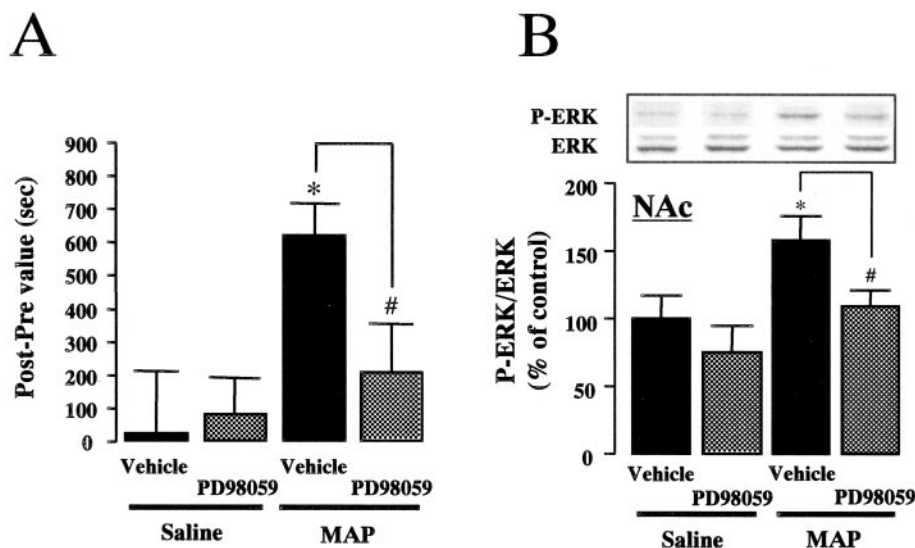 A
Post-Pre value (sec)
900
800
700
600
500
400
300
200
100
0
*
#
Vehicle
PD98059
Vehicle
PD98059
Saline
MAP
B
P-ERK
ERK
NAc
P-ERK/ERK
(% of control)
200
150
100
50
0
*
#
Vehicle
PD98059
Vehicle
PD98059
Saline
MAP